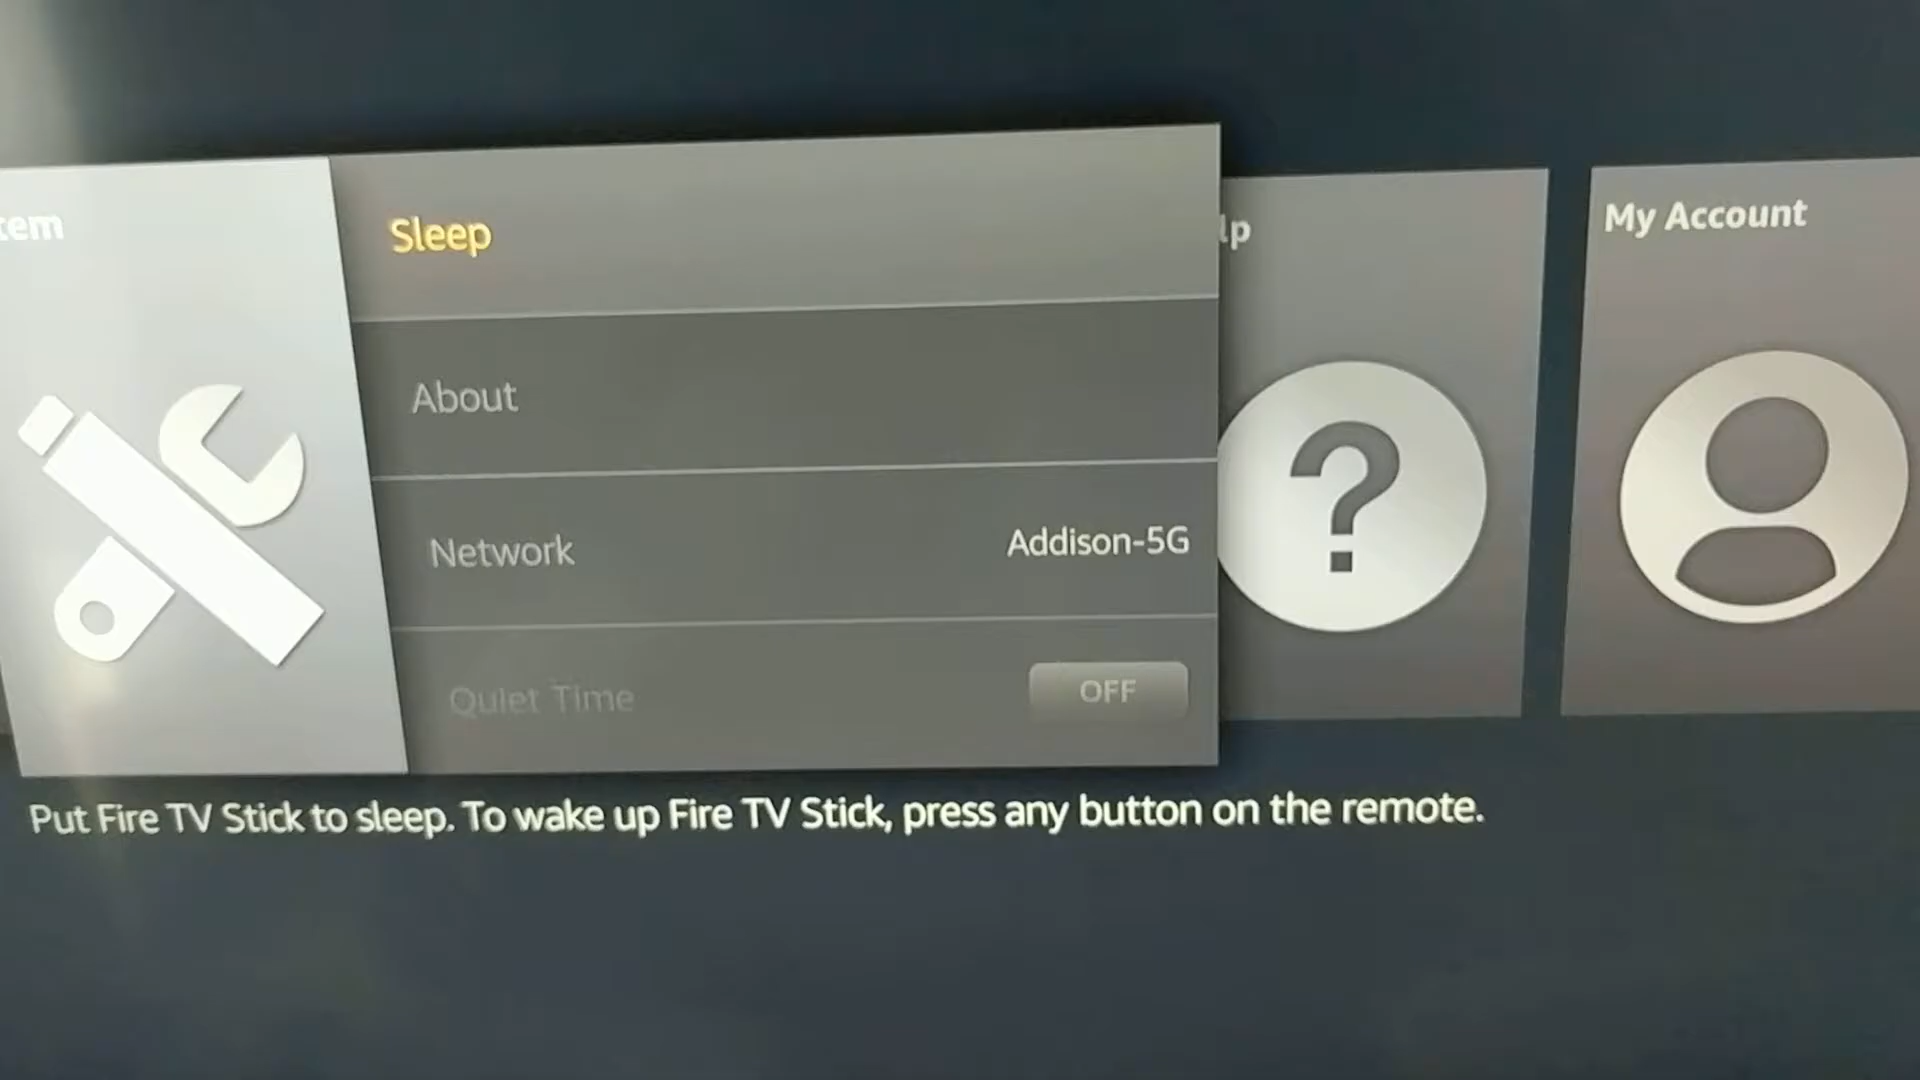 tem
Sleep
lp
My Account
About
Network
Addison-5G
Quiet Time
OFF
Put Fire TV Stick to sleep. To wake up Fire TV Stick, press any button on the remote.